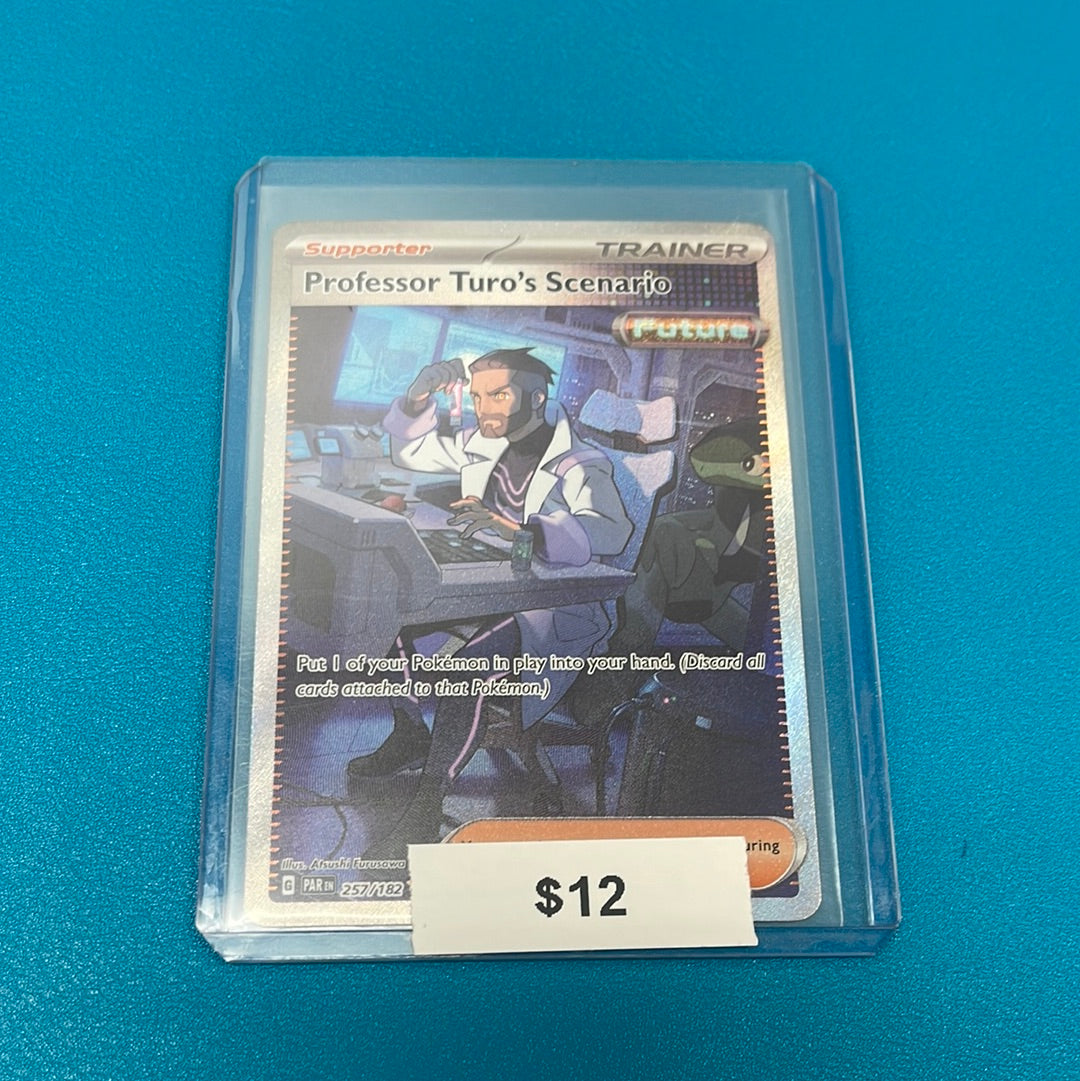 Supporter TRAINER
Professor Turo's Scenario
Future
Put 1 of your Pokémon in play into your hand. (Discard all
cards attached to that Pokémon.)
uring
Illus. Atsushi Furusawa
G PAR EN 257/182
$12